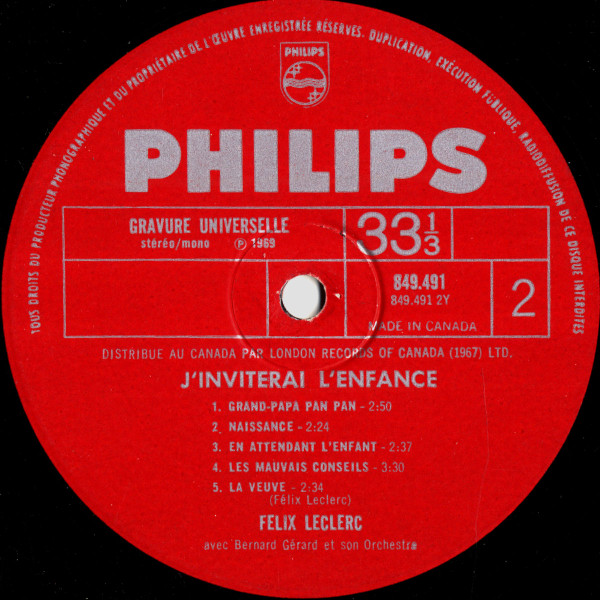 TOUS DROITS DU PRODUCTEUR PHONOGRAPHIQUE ET DU PROPRIÉTAIRE DE L'ŒUVRE ENREGISTRÉE RÉSERVÉS. DUPLICATION, EXÉCUTION PUBLIQUE, RADIODIFFUSION DE CE DISQUE INTERDITES
PHILIPS
PHILIPS
GRAVURE UNIVERSELLE
stéréo/mono ℗ 1969
33⅓
849.491
849.491 2Y
2
MADE IN CANADA
DISTRIBUE AU CANADA PAR LONDON RECORDS OF CANADA (1967) LTD.
J'INVITERAI L'ENFANCE
1. GRAND-PAPA PAN PAN - 2:50
2. NAISSANCE - 2:24
3. EN ATTENDANT L'ENFANT - 2:37
4. LES MAUVAIS CONSEILS - 3:30
5. LA VEUVE - 2:34
(Félix Leclerc)
FELIX LECLERC
avec Bernard Gérard et son Orchestre